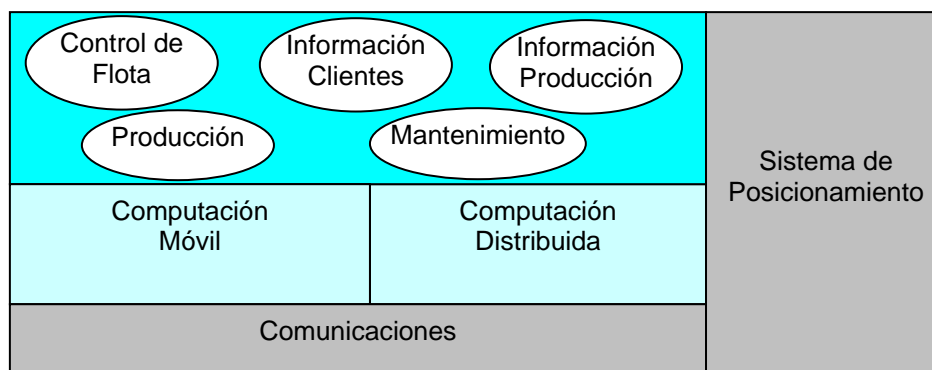 Control de
Flota
Información
Clientes
Información
Producción
Producción
Mantenimiento
Sistema de
Posicionamiento
Computación
Móvil
Computación
Distribuida
Comunicaciones